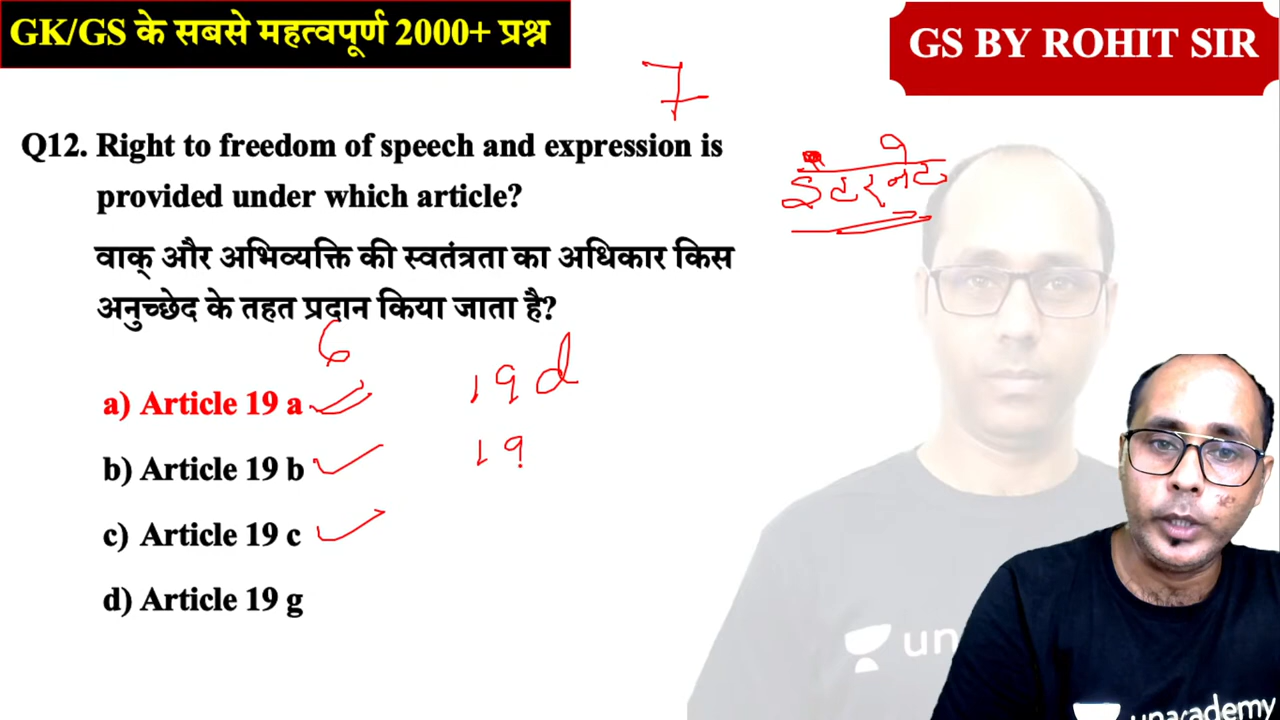 GK/GS के सबसे महत्वपूर्ण 2000+ प्रश्न
GS BY ROHIT SIR
7
Q12. Right to freedom of speech and expression is
provided under which article?
इंटरनेट
वाक् और अभिव्यक्ति की स्वतंत्रता का अधिकार किस
अनुच्छेद के तहत प्रदान किया जाता है?
6
a) Article 19 a
19 d
b) Article 19 b
19
c) Article 19 c
d) Article 19 g
un
unacademy